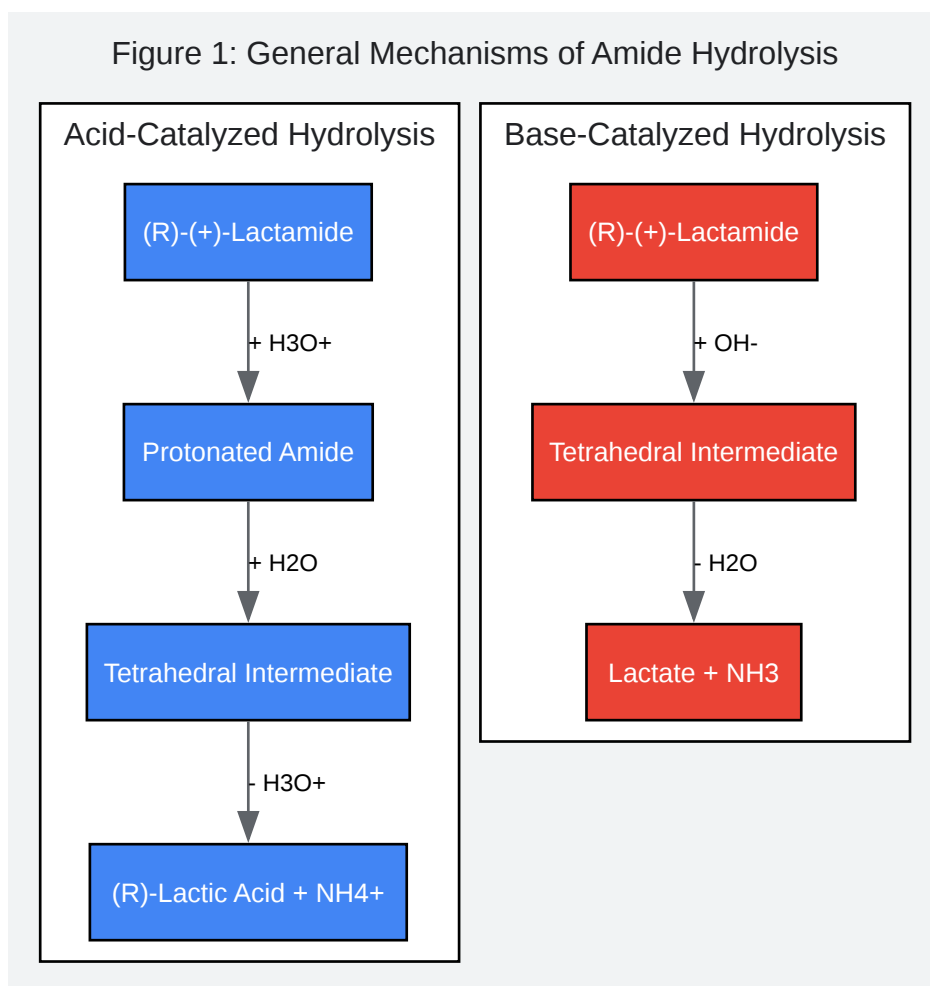 Figure 1: General Mechanisms of Amide Hydrolysis
Acid-Catalyzed Hydrolysis
(R)-(+)-Lactamide
+ H3O+
Protonated Amide
+ H2O
Tetrahedral Intermediate
- H3O+
(R)-Lactic Acid + NH4+
Base-Catalyzed Hydrolysis
(R)-(+)-Lactamide
+ OH-
Tetrahedral Intermediate
- H2O
Lactate + NH3